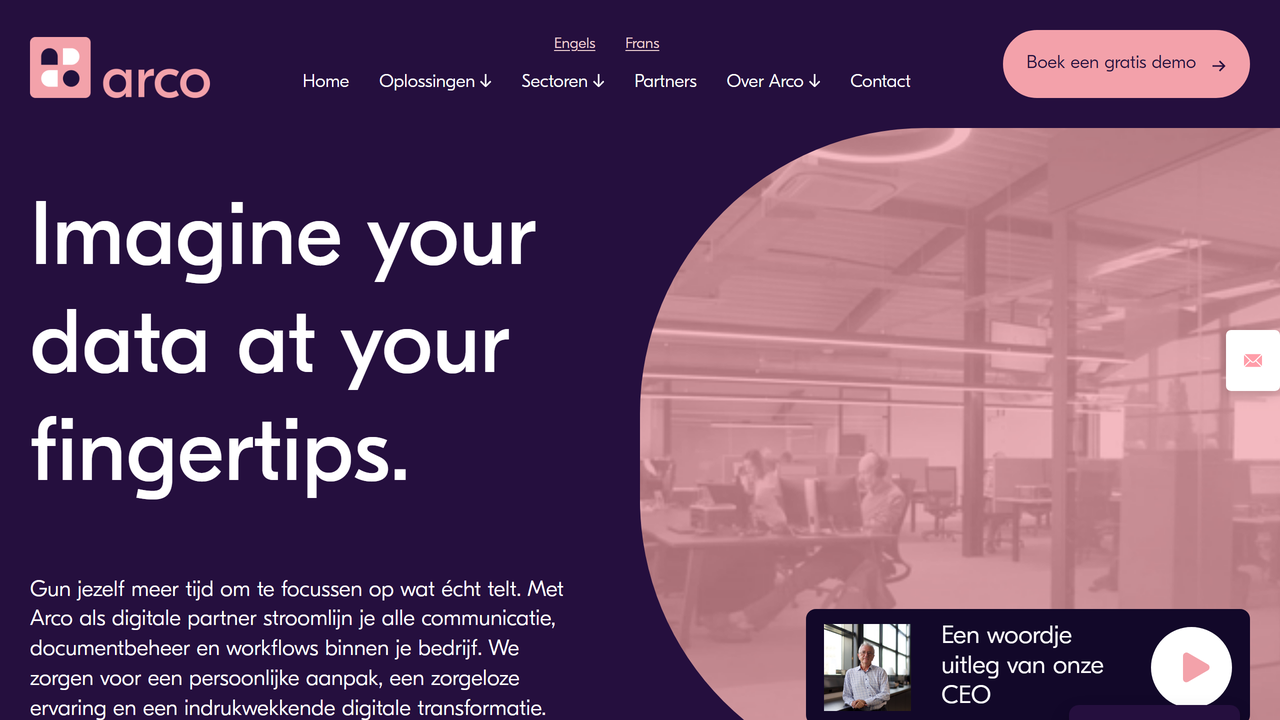 arco
Engels Frans
Home Oplossingen ↓ Sectoren ↓ Partners Over Arco ↓ Contact
Boek een gratis demo →
Imagine your
data at your
fingertips.
Gun jezelf meer tijd om te focussen op wat écht telt. Met
Arco als digitale partner stroomlijn je alle communicatie,
documentbeheer en workflows binnen je bedrijf. We
zorgen voor een persoonlijke aanpak, een zorgeloze
ervaring en een indrukwekkende digitale transformatie.
Een woordje
uitleg van onze
CEO